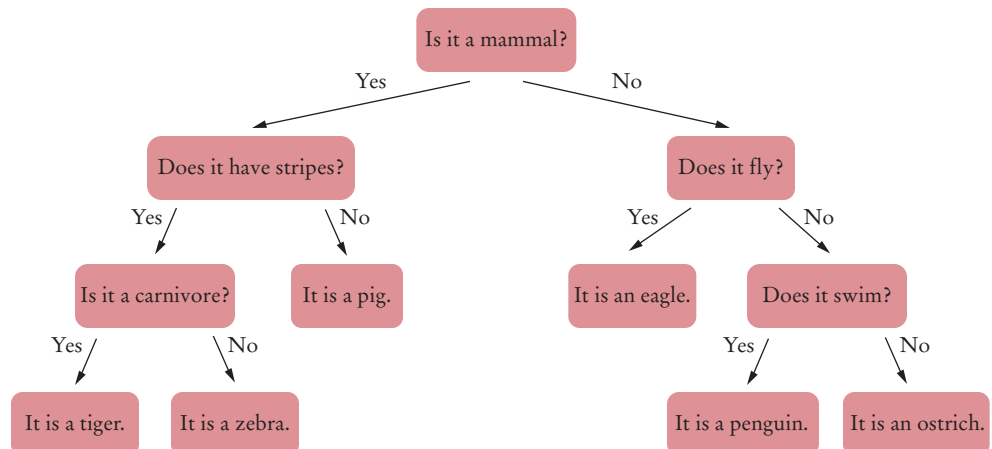 Is it a mammal?
Yes
No
Does it have stripes?
Does it fly?
Yes
No
Yes
No
Is it a carnivore?
It is a pig.
It is an eagle.
Does it swim?
Yes
No
Yes
No
It is a tiger.
It is a zebra.
It is a penguin.
It is an ostrich.